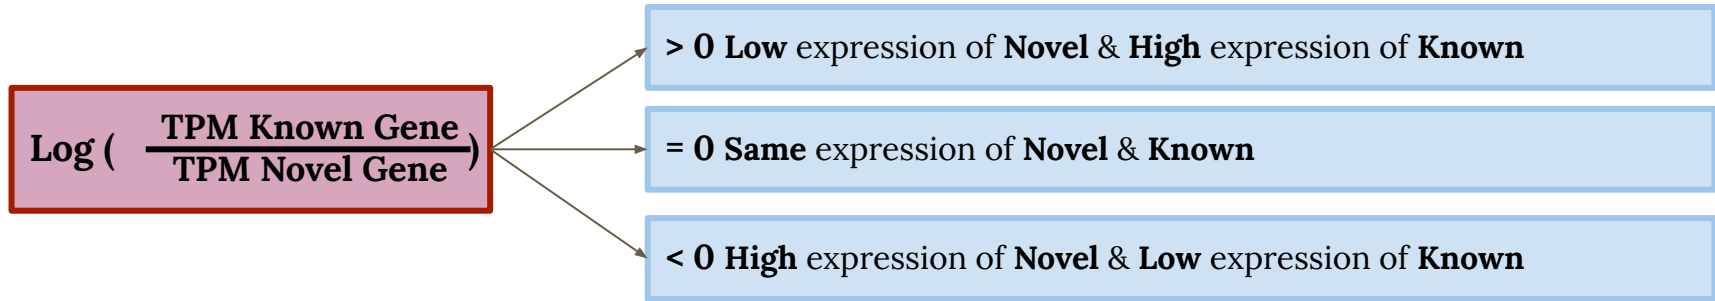 Log ( TPM Known Gene )
TPM Novel Gene
> 0 Low expression of Novel & High expression of Known
= 0 Same expression of Novel & Known
< 0 High expression of Novel & Low expression of Known